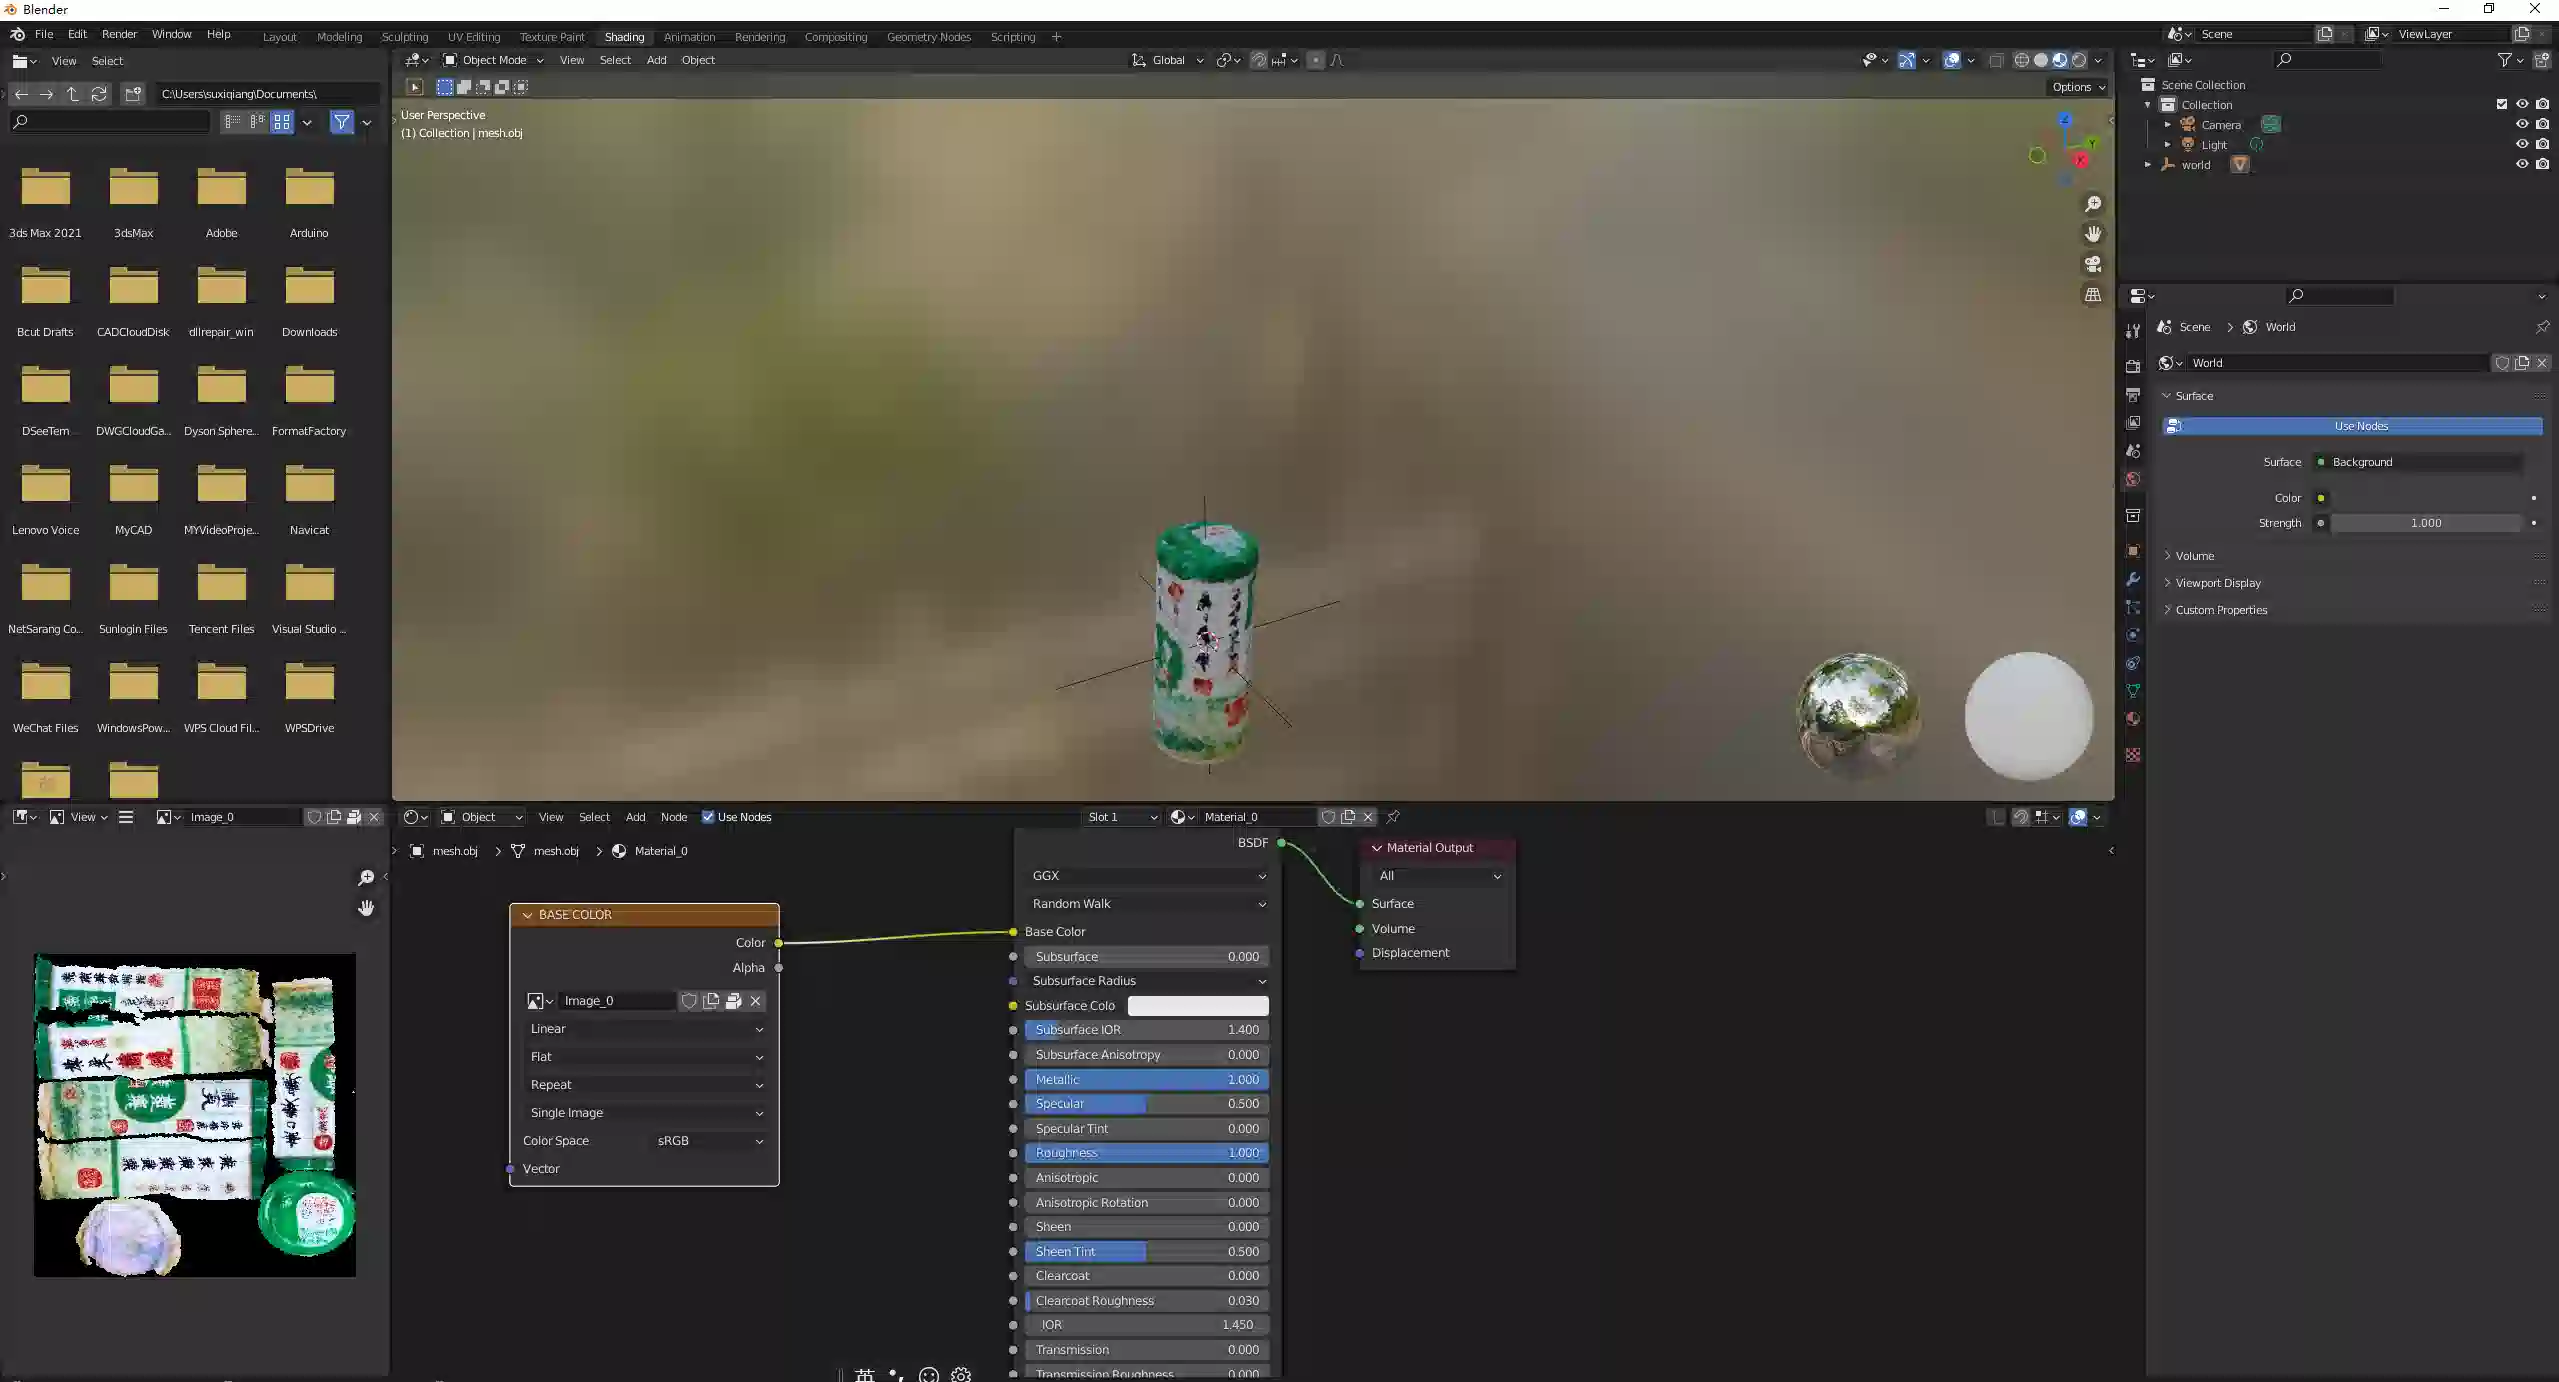 Blender
File Edit Render Window Help
Layout Modeling Sculpting UV Editing Texture Paint Shading Animation Rendering Compositing Geometry Nodes Scripting
Scene
ViewLayer
View Select
C:\Users\suxiqiang\Documents\
3ds Max 2021 3dsMax Adobe Arduino
Bcut Drafts CADCloudDisk dllrepair_win Downloads
DSeeTem DWGCloudGa... Dyson Sphere... FormatFactory
Lenovo Voice MyCAD MYVideoProje... Navicat
NetSarang Co... Sunlogin Files Tencent Files Visual Studio ...
WeChat Files WindowsPow... WPS Cloud Fil... WPSDrive
Object Mode View Select Add Object
Global
Options
User Perspective
(1) Collection | mesh.obj
Z
Y
X
Scene Collection
Collection
Camera
Light
world
Scene > World
World
Surface
Use Nodes
Surface Background
Color
Strength 1.000
Volume
Viewport Display
Custom Properties
View Image_0
Object View Select Add Node Use Nodes
Slot 1
Material_0
mesh.obj > mesh.obj > Material_0
BASE COLOR
Color
Alpha
Image_0
Linear
Flat
Repeat
Single Image
Color Space sRGB
Vector
BSDF
GGX
Random Walk
Base Color
Subsurface 0.000
Subsurface Radius
Subsurface Colo
Subsurface IOR 1.400
Subsurface Anisotropy 0.000
Metallic 1.000
Specular 0.500
Specular Tint 0.000
Roughness 1.000
Anisotropic 0.000
Anisotropic Rotation 0.000
Sheen 0.000
Sheen Tint 0.500
Clearcoat 0.000
Clearcoat Roughness 0.030
IOR 1.450
Transmission 0.000
Transmission Roughness 0.000
Material Output
All
Surface
Volume
Displacement
英